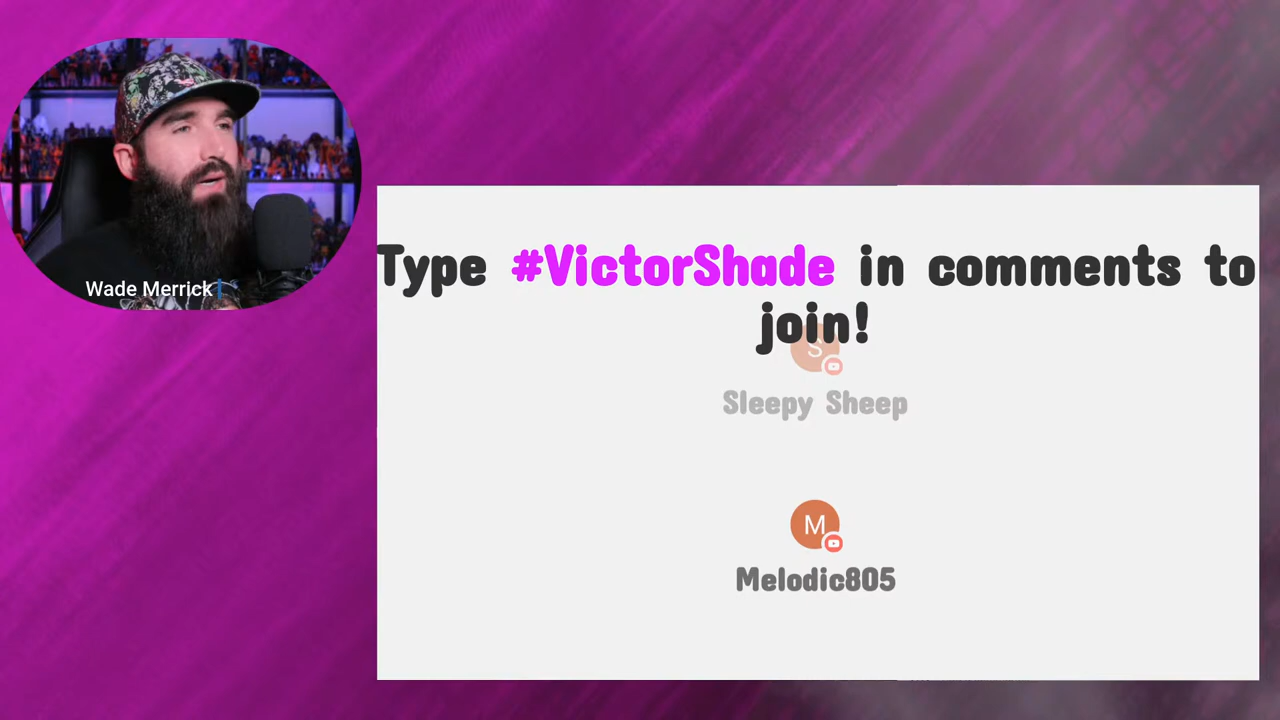 Wade Merrick
Type #VictorShade in comments to
join!
S
Sleepy Sheep
M
Melodic805